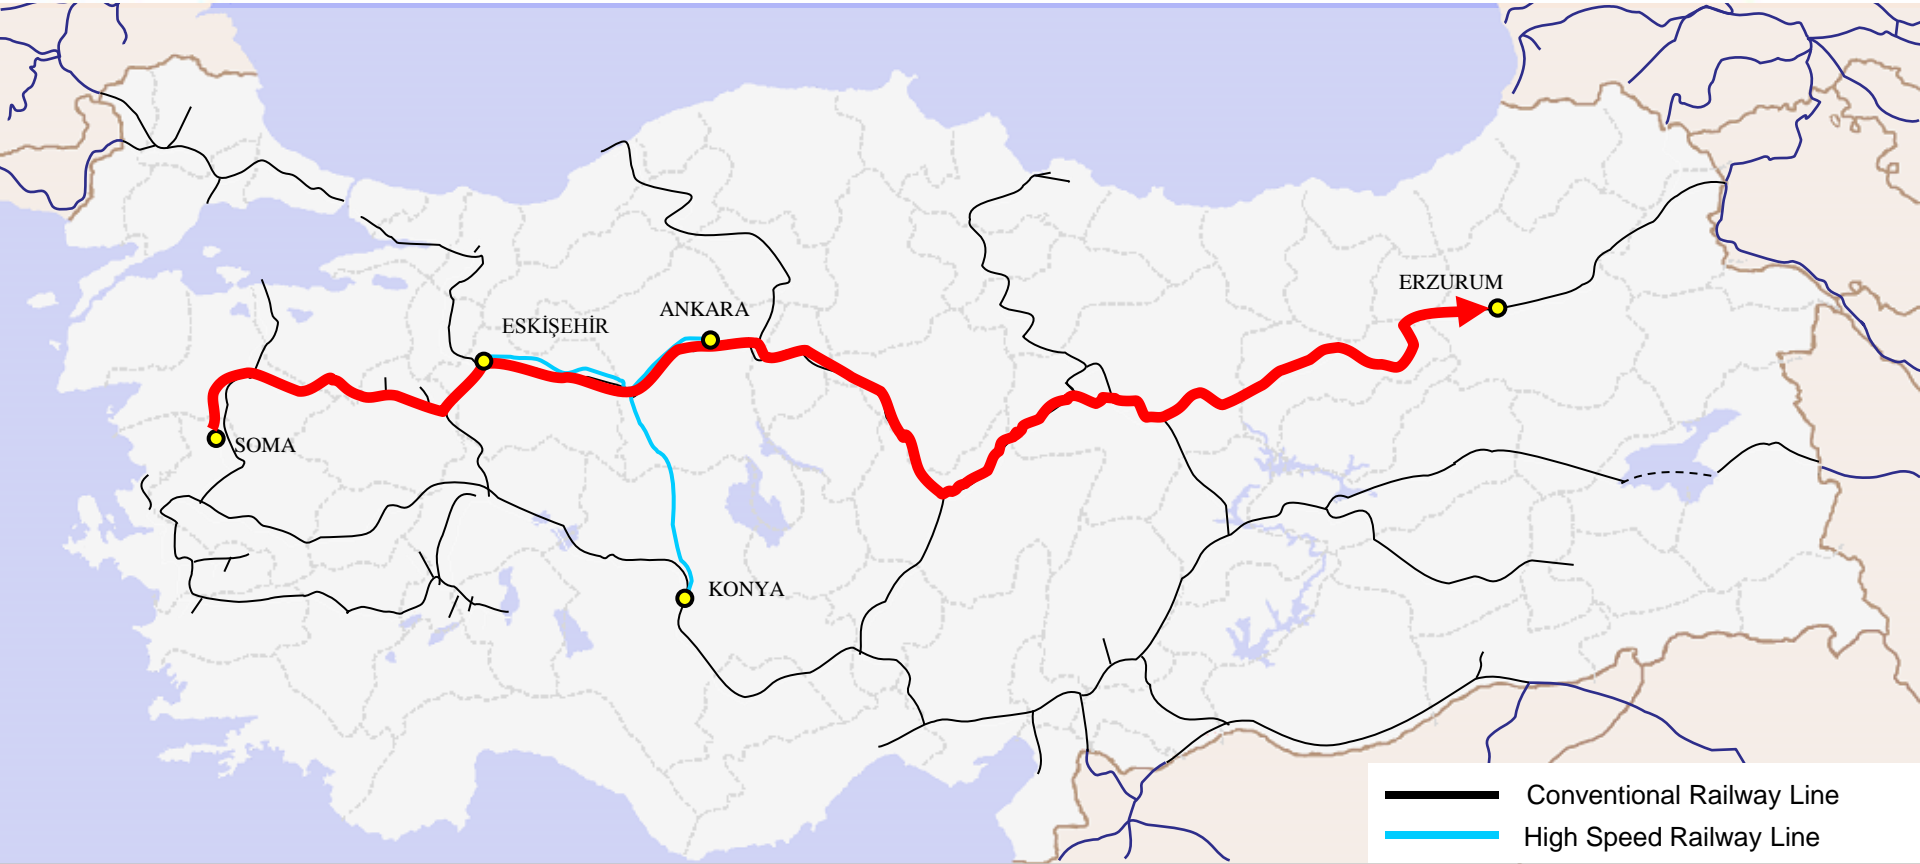 ERZURUM
ANKARA
ESKİŞEHİR
SOMA
KONYA
Conventional Railway Line
High Speed Railway Line